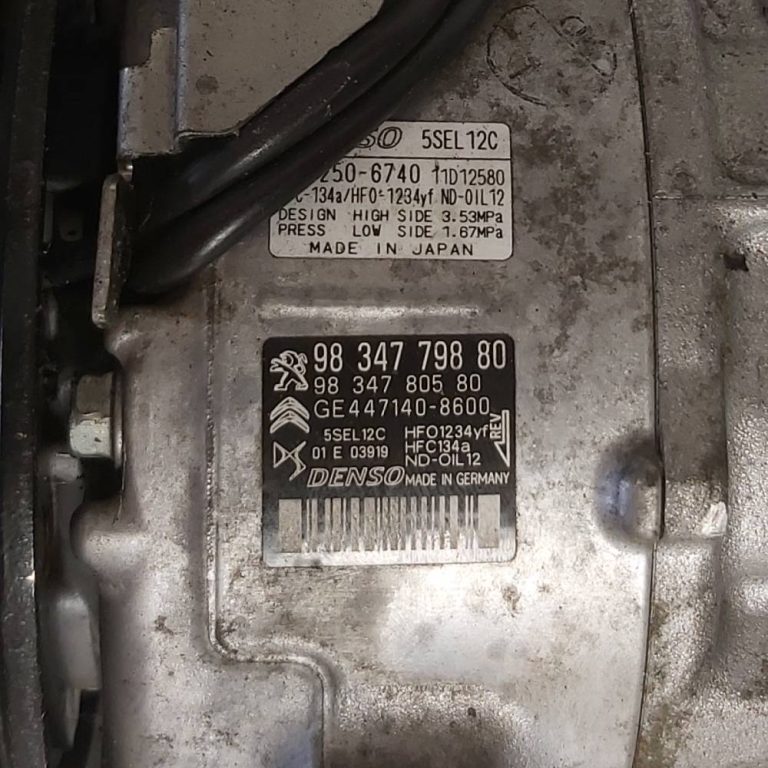 5SEL12C
250-6740 11D12580
-134a/HFO-1234yf ND-OIL12
DESIGN HIGH SIDE 3.53MPa
PRESS LOW SIDE 1.67MPa
MADE IN JAPAN
98 347 798 80
98 347 805 80
GE447140-8600
5SEL12C HFO1234yf REV
01 E 03919 HFC134a
ND-OIL12
DENSO MADE IN GERMANY